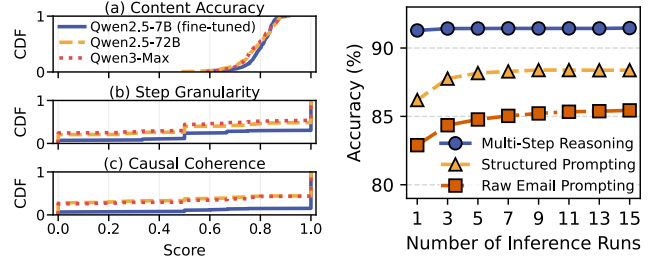 (a) Content Accuracy
CDF
1
0
Qwen2.5-7B (fine-tuned)
Qwen2.5-72B
Qwen3-Max
(b) Step Granularity
CDF
1
0
(c) Causal Coherence
CDF
1
0
0.0 0.2 0.4 0.6 0.8 1.0
Score
Accuracy (%)
90
85
80
Multi-Step Reasoning
Structured Prompting
Raw Email Prompting
1 3 5 7 9 11 13 15
Number of Inference Runs